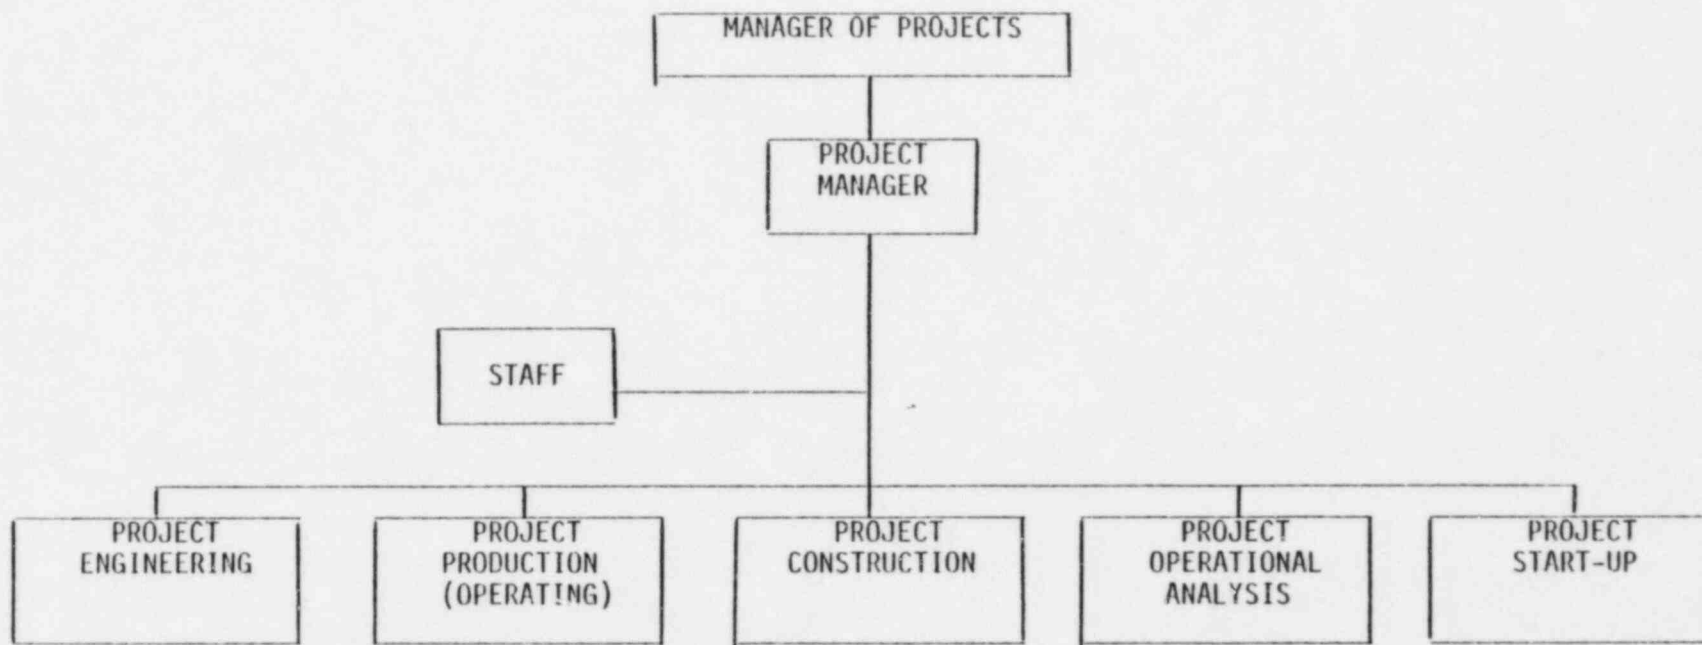 MANAGER OF PROJECTS
PROJECT
MANAGER
STAFF
PROJECT
ENGINEERING
PROJECT
PRODUCTION
(OPERATING)
PROJECT
CONSTRUCTION
PROJECT
OPERATIONAL
ANALYSIS
PROJECT
START-UP